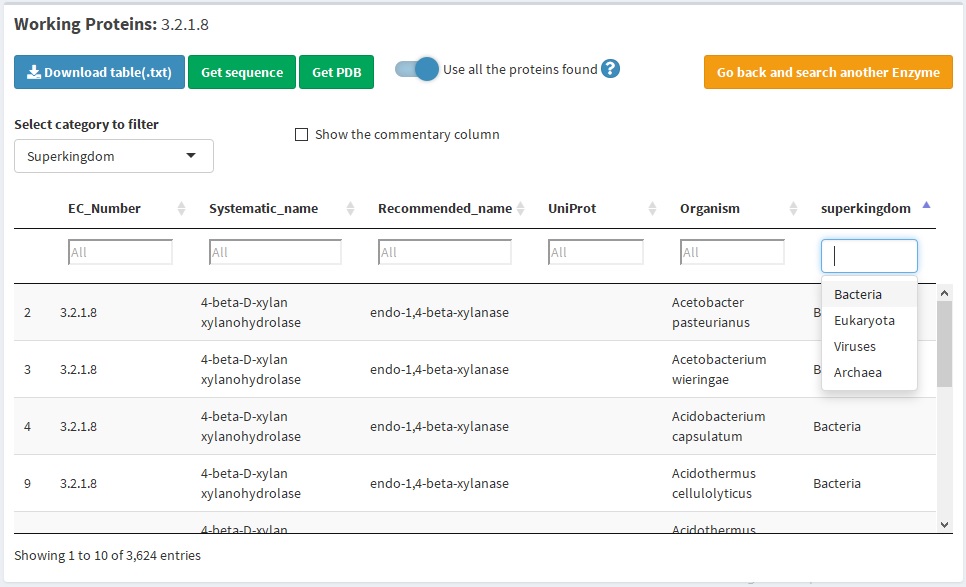 Working Proteins: 3.2.1.8
Download table(.txt) Get sequence Get PDB Use all the proteins found ? Go back and search another Enzyme
Select category to filter
Show the commentary column
Superkingdom
EC_Number Systematic_name Recommended_name UniProt Organism superkingdom
All All All All All
Bacteria
Eukaryota
Viruses
Archaea
2 3.2.1.8 4-beta-D-xylan xylanohydrolase endo-1,4-beta-xylanase Acetobacter pasteurianus B
3 3.2.1.8 4-beta-D-xylan xylanohydrolase endo-1,4-beta-xylanase Acetobacterium wieringae B
4 3.2.1.8 4-beta-D-xylan xylanohydrolase endo-1,4-beta-xylanase Acidobacterium capsulatum Bacteria
9 3.2.1.8 4-beta-D-xylan xylanohydrolase endo-1,4-beta-xylanase Acidothermus cellulolyticus Bacteria
4-beta-D-xylan Acidothermus
Showing 1 to 10 of 3,624 entries